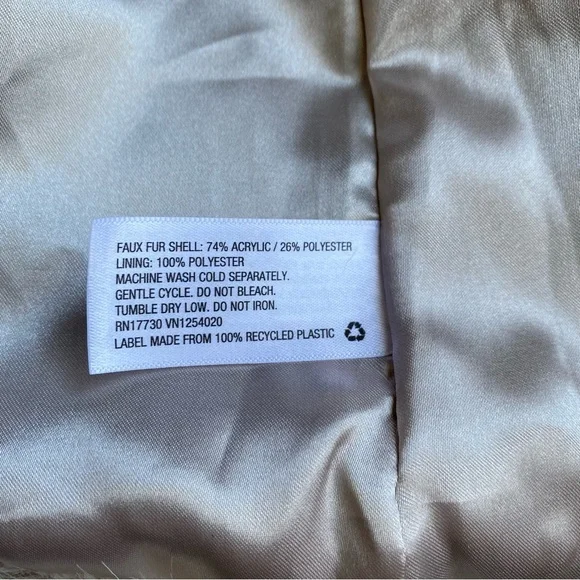 FAUX FUR SHELL: 74% ACRYLIC / 26% POLYESTER
LINING: 100% POLYESTER
MACHINE WASH COLD SEPARATELY.
GENTLE CYCLE. DO NOT BLEACH.
TUMBLE DRY LOW. DO NOT IRON.
RN17730 VN1254020
LABEL MADE FROM 100% RECYCLED PLASTIC